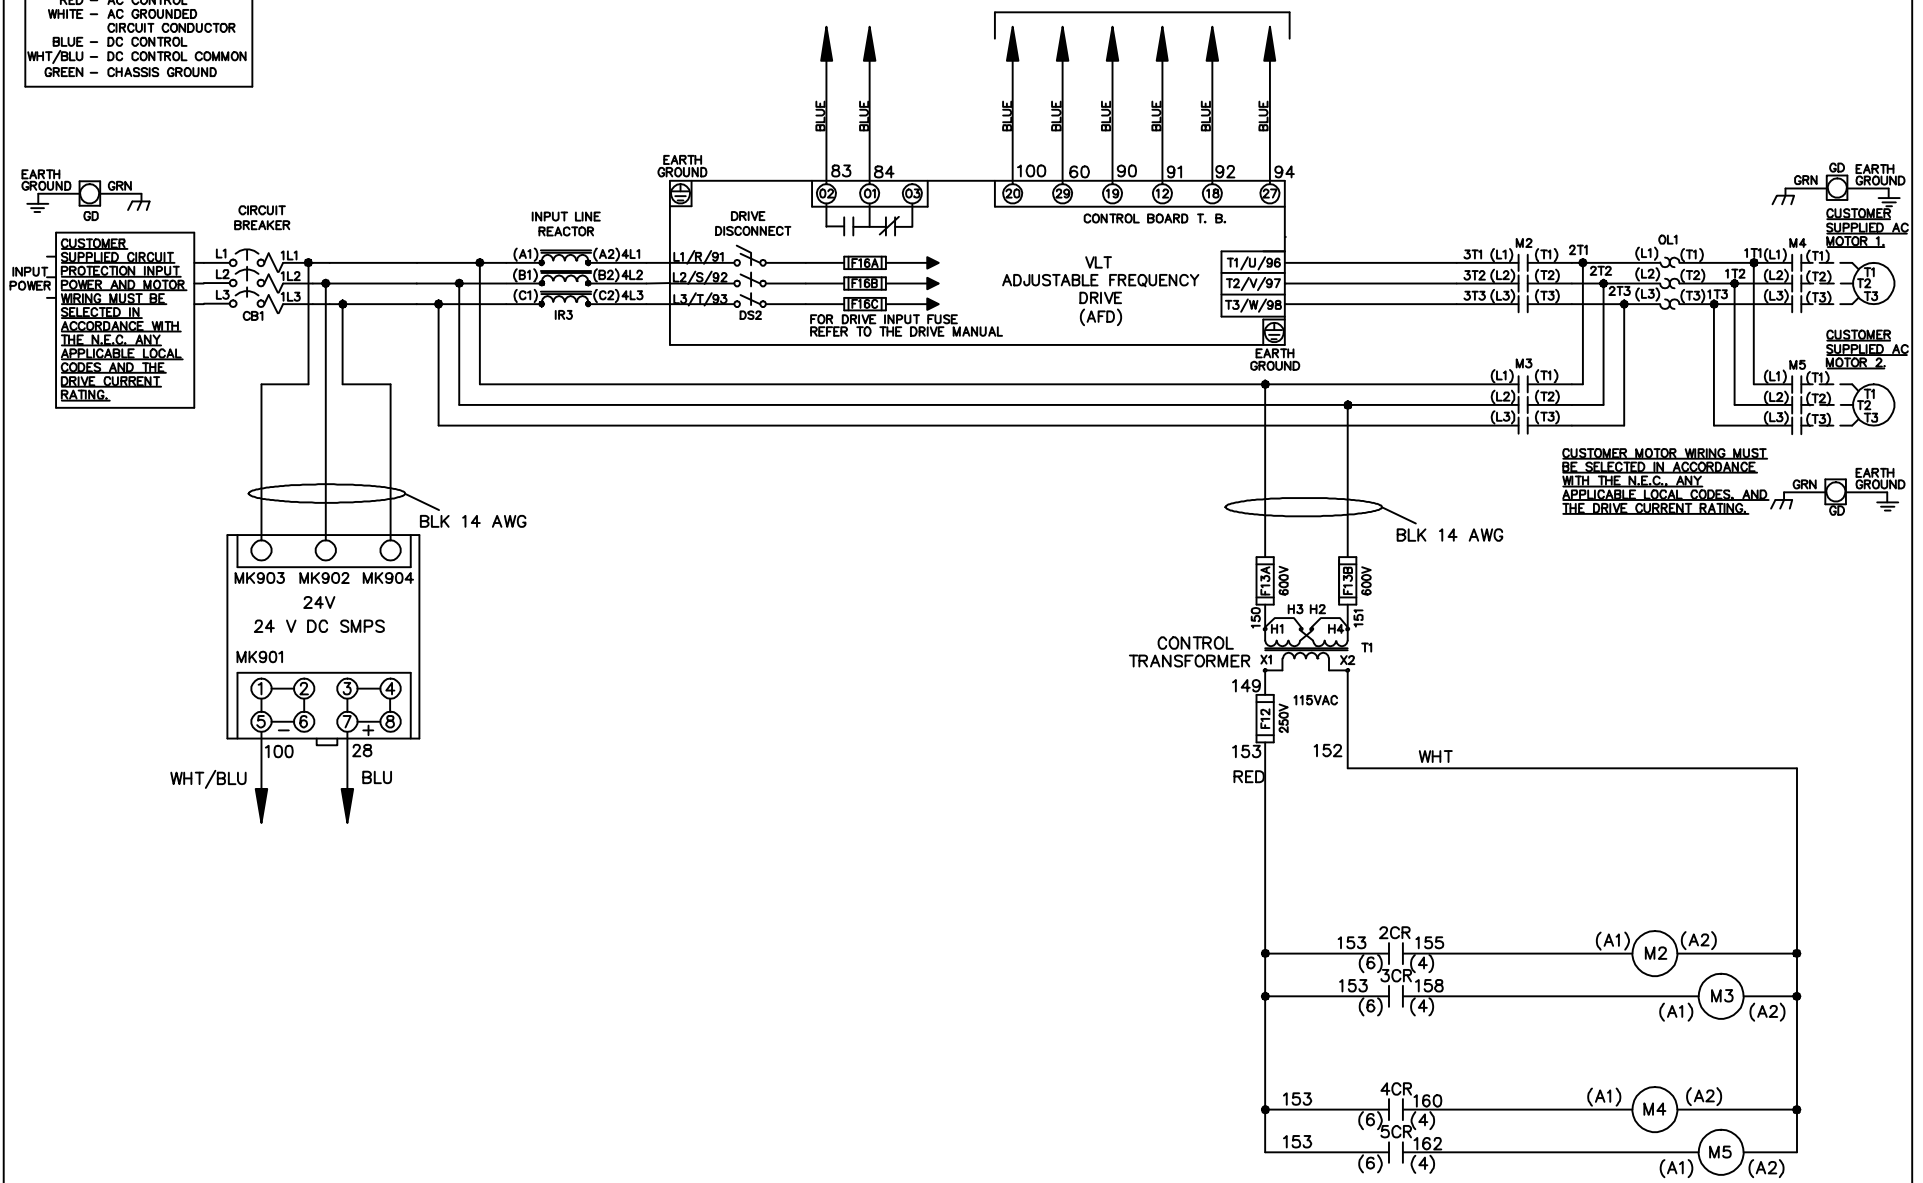 RED – AC CONTROL
WHITE – AC GROUNDED
CIRCUIT CONDUCTOR
BLUE – DC CONTROL
WHT/BLU – DC CONTROL COMMON
GREEN – CHASSIS GROUND
BLUE
BLUE
BLUE
BLUE
BLUE
BLUE
BLUE
BLUE
EARTH
GROUND
GRN
GD
CIRCUIT
BREAKER
INPUT LINE
REACTOR
EARTH
GROUND
DRIVE
DISCONNECT
83 84
02 01 03
100 60 90 91 92 94
20 29 19 12 18 27
CONTROL BOARD T. B.
GD
GRN
EARTH
GROUND
INPUT
POWER
CUSTOMER
SUPPLIED CIRCUIT
PROTECTION INPUT
POWER AND MOTOR
WIRING MUST BE
SELECTED IN
ACCORDANCE WITH
THE N.E.C. ANY
APPLICABLE LOCAL
CODES AND THE
DRIVE CURRENT
RATING.
L1 1L1
L2 1L2
L3 1L3
CB1
(A1) (A2) 4L1
(B1) (B2) 4L2
(C1) (C2) 4L3
IR3
L1/R/91
L2/S/92
L3/T/93
DS2
F16A
F16B
F16C
FOR DRIVE INPUT FUSE
REFER TO THE DRIVE MANUAL
VLT
ADJUSTABLE FREQUENCY
DRIVE
(AFD)
T1/U/96
T2/V/97
T3/W/98
EARTH
GROUND
M2
3T1 (L1) (T1) 2T1
3T2 (L2) (T2) 2T2
3T3 (L3) (T3) 2T3
OL1
(L1) (T1) 1T1
(L2) (T2) 1T2
(L3) (T3) 1T3
M4
(L1) (T1)
(L2) (T2)
(L3) (T3)
CUSTOMER
SUPPLIED AC
MOTOR 1.
T1
T2
T3
M3
(L1) (T1)
(L2) (T2)
(L3) (T3)
CUSTOMER
SUPPLIED AC
MOTOR 2.
M5
(L1) (T1)
(L2) (T2)
(L3) (T3)
T1
T2
T3
CUSTOMER MOTOR WIRING MUST
BE SELECTED IN ACCORDANCE
WITH THE N.E.C., ANY
APPLICABLE LOCAL CODES, AND
THE DRIVE CURRENT RATING.
GRN
GD
EARTH
GROUND
BLK 14 AWG
BLK 14 AWG
MK903 MK902 MK904
24V
24 V DC SMPS
MK901
1 2 3 4
5 6 7 8
– +
100 28
WHT/BLU BLU
F13A
600V
F13B
600V
150
151
H3 H2
H1 H4
T1
CONTROL
TRANSFORMER
X1 X2
149
115VAC
F12
250V
153
RED
152
WHT
2CR
153 155
(6) (4)
(A1) M2 (A2)
3CR
153 158
(6) (4)
(A1) M3 (A2)
4CR
153 160
(6) (4)
(A1) M4 (A2)
5CR
153 162
(6) (4)
(A1) M5 (A2)